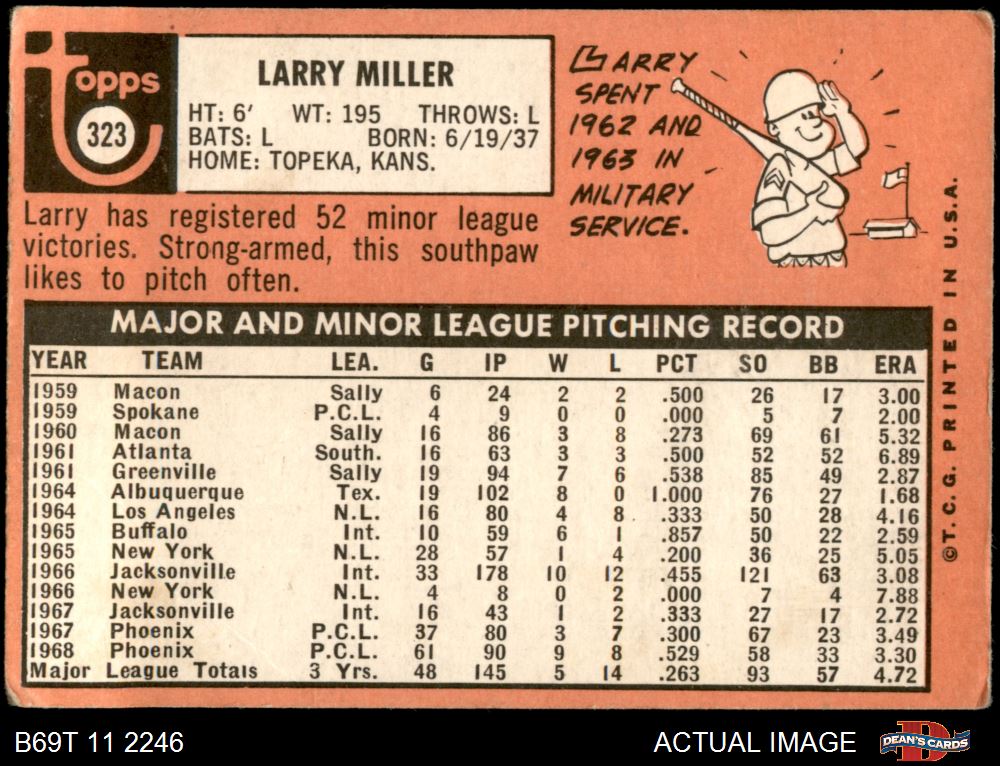 topps
323
LARRY MILLER
HT: 6' WT: 195 THROWS: L
BATS: L BORN: 6/19/37
HOME: TOPEKA, KANS.
LARRY
SPENT
1962 AND
1963 IN
MILITARY
SERVICE.
Larry has registered 52 minor league
victories. Strong-armed, this southpaw
likes to pitch often.
MAJOR AND MINOR LEAGUE PITCHING RECORD
YEAR TEAM LEA. G IP W L PCT SO BB ERA
1959 Macon Sally 6 24 2 2 .500 26 17 3.00
1959 Spokane P.C.L. 4 9 0 0 .000 5 7 2.00
1960 Macon Sally 16 86 3 8 .273 69 61 5.32
1961 Atlanta South. 16 63 3 3 .500 52 52 6.89
1961 Greenville Sally 19 94 7 6 .538 85 49 2.87
1964 Albuquerque Tex. 19 102 8 0 1.000 76 27 1.68
1964 Los Angeles N.L. 16 80 4 8 .333 50 28 4.16
1965 Buffalo Int. 10 59 6 1 .857 50 22 2.59
1965 New York N.L. 28 57 1 4 .200 36 25 5.05
1966 Jacksonville Int. 33 178 10 12 .455 121 63 3.08
1966 New York N.L. 4 8 0 2 .000 7 4 7.88
1967 Jacksonville Int. 16 43 1 2 .333 27 17 2.72
1967 Phoenix P.C.L. 37 80 3 7 .300 67 23 3.49
1968 Phoenix P.C.L. 61 90 9 8 .529 58 33 3.30
Major League Totals 3 Yrs. 48 145 5 14 .263 93 57 4.72
©T.C.G. PRINTED IN U.S.A.
B69T 11 2246
ACTUAL IMAGE
D
DEAN'S CARDS